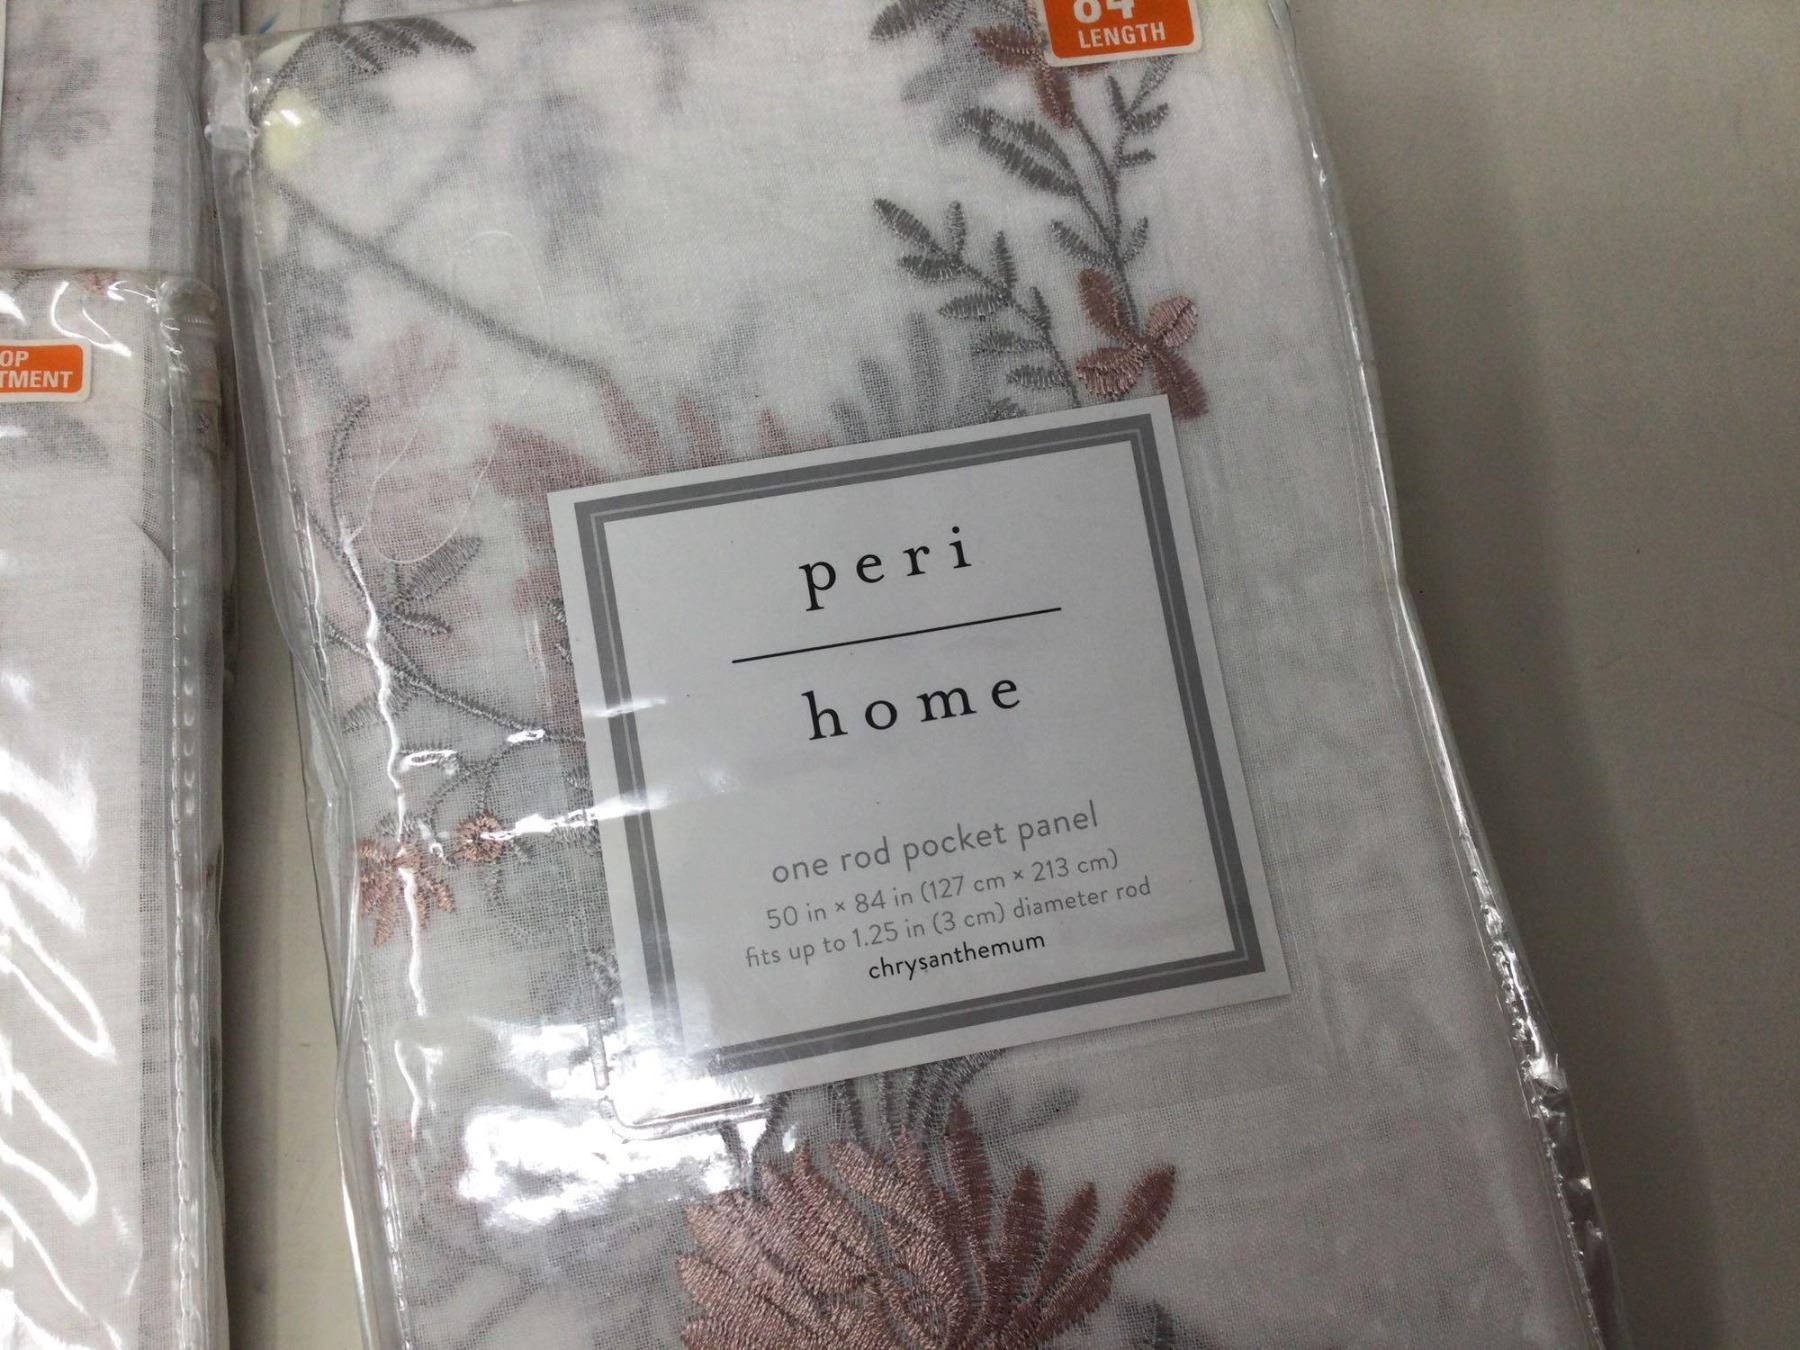 84"
LENGTH
OP
TMENT
peri
home
one rod pocket panel
50 in × 84 in (127 cm × 213 cm)
fits up to 1.25 in (3 cm) diameter rod
chrysanthemum